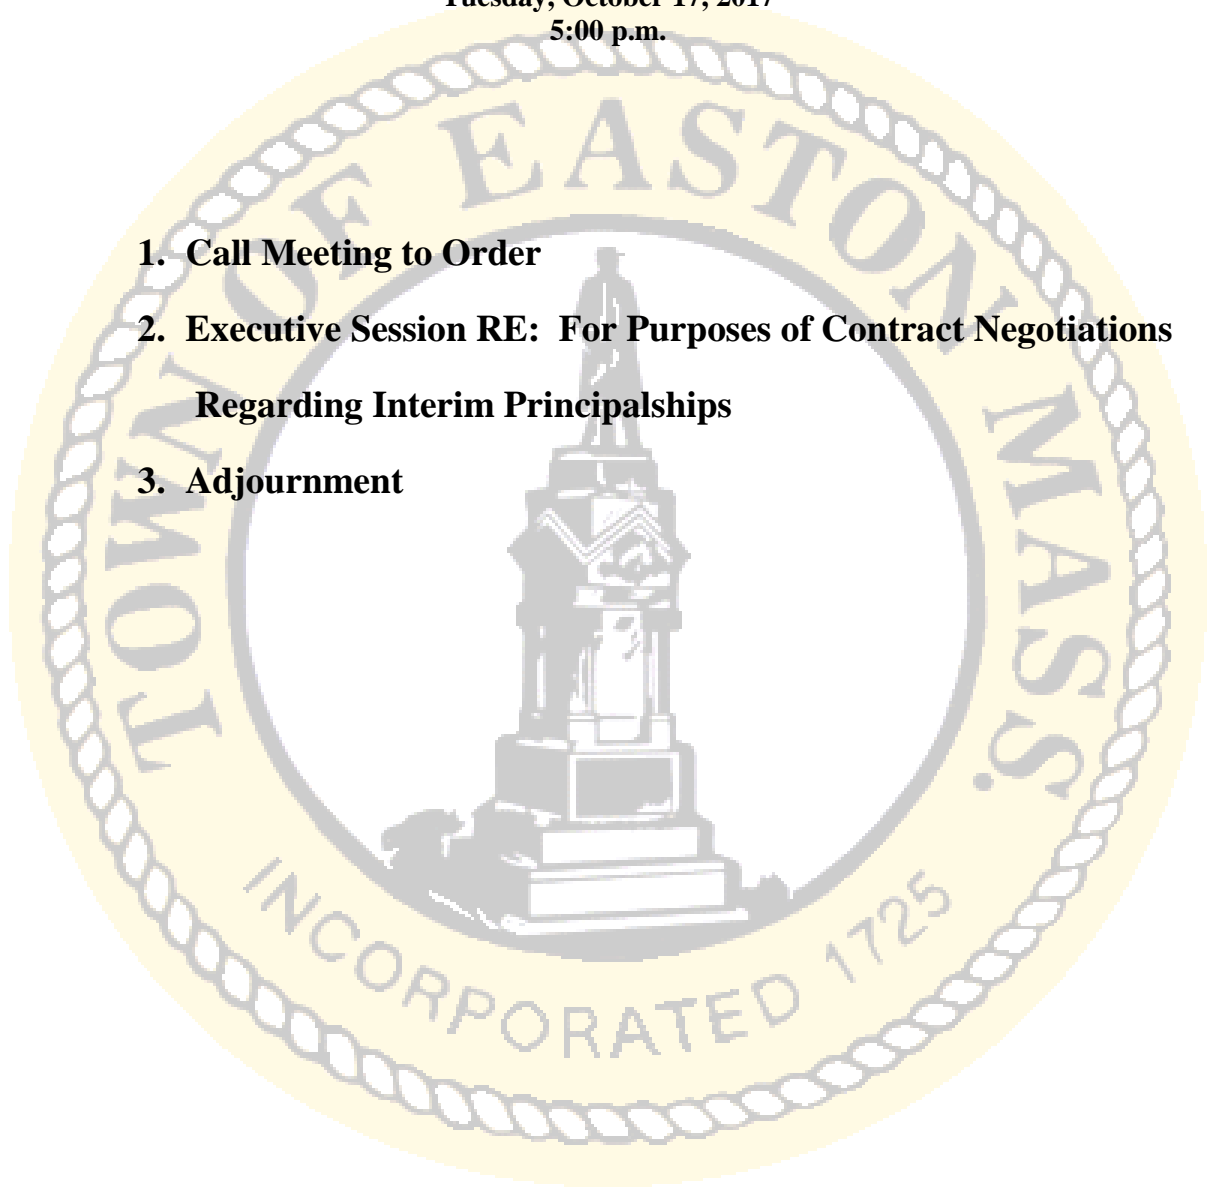 Tuesday, October 17, 2017
5:00 p.m.
1. Call Meeting to Order
2. Executive Session RE: For Purposes of Contract Negotiations
Regarding Interim Principalships
3. Adjournment
TOWN OF EASTON MASS.
INCORPORATED 1725